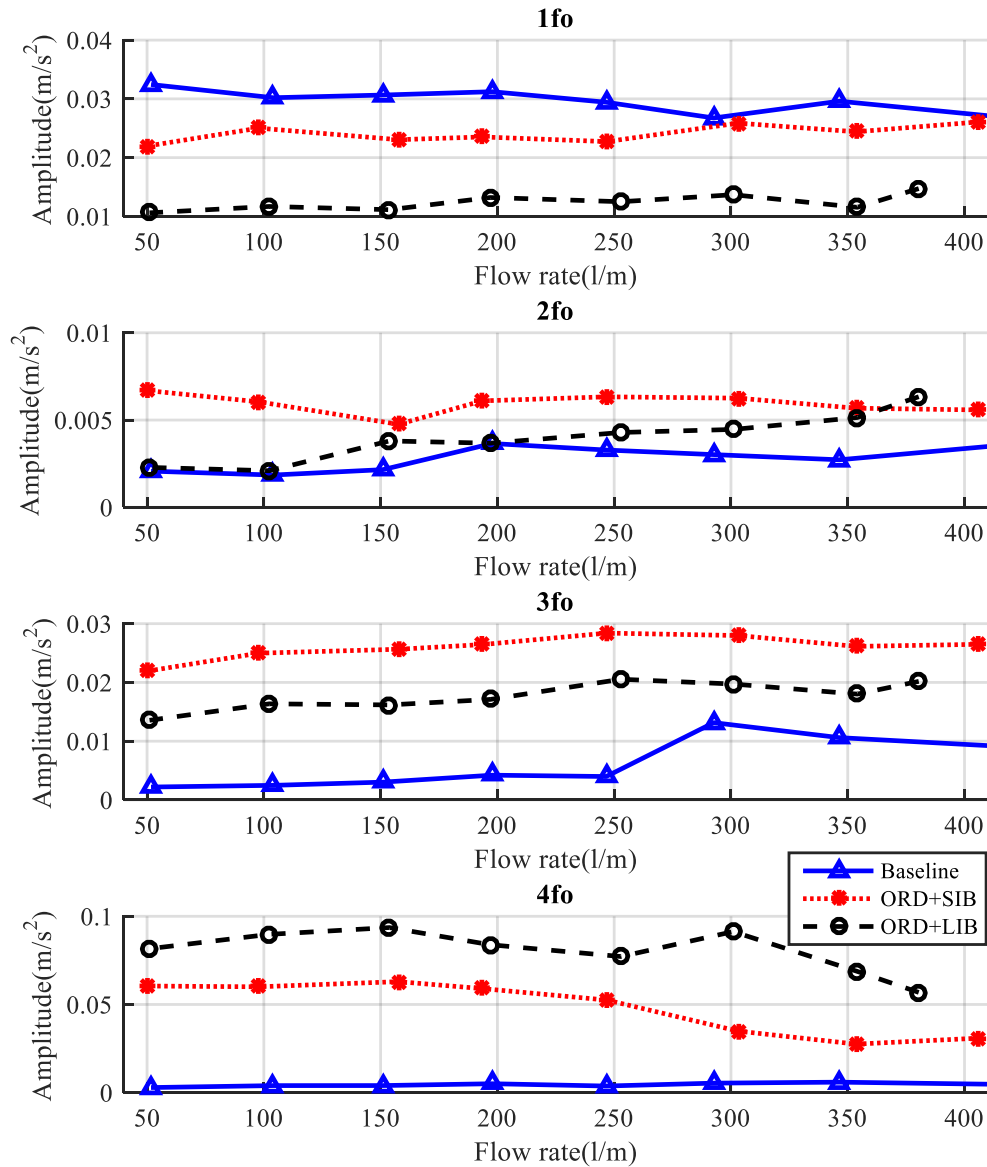 1fo
0.04
0.03
0.02
0.01
Amplitude(m/s²)
50 100 150 200 250 300 350 400
Flow rate(l/m)
2fo
0.01
0.005
0
Amplitude(m/s²)
50 100 150 200 250 300 350 400
Flow rate(l/m)
3fo
0.03
0.02
0.01
0
Amplitude(m/s²)
50 100 150 200 250 300 350 400
Flow rate(l/m)
Baseline
ORD+SIB
ORD+LIB
4fo
0.1
0.05
0
Amplitude(m/s²)
50 100 150 200 250 300 350 400
Flow rate(l/m)